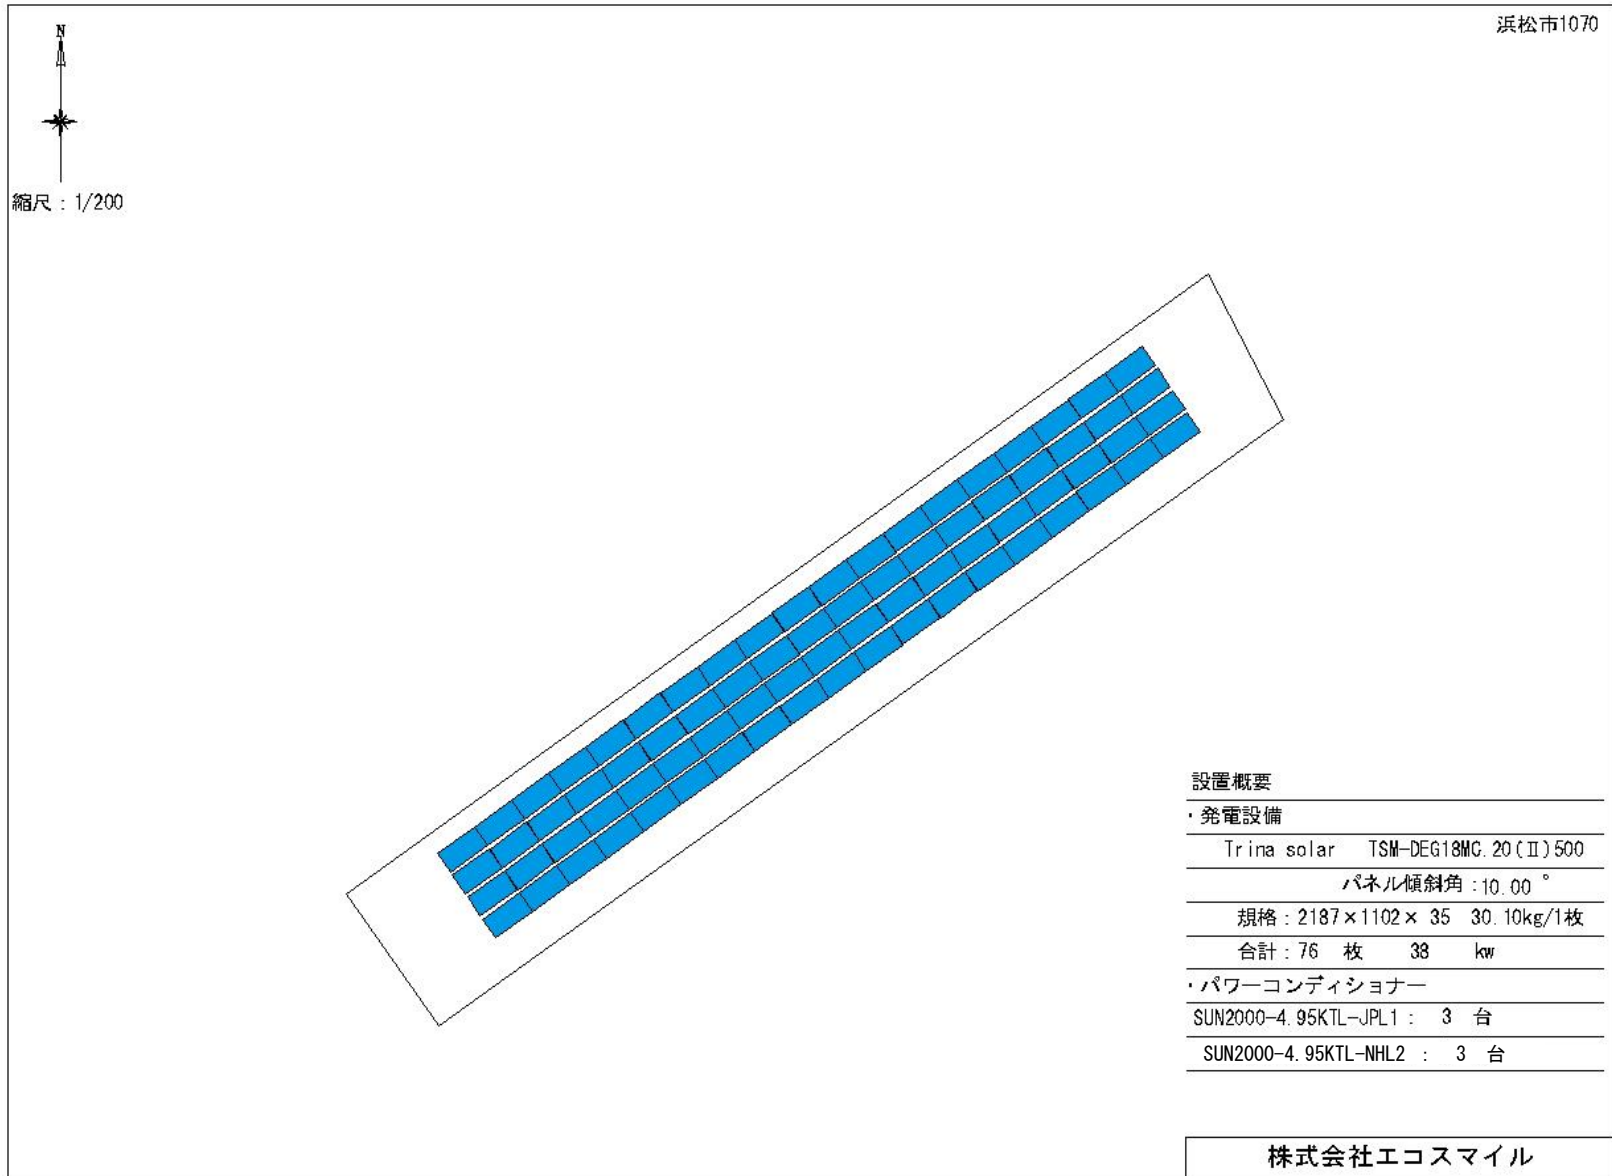 浜松市1070
N
縮尺：1/200
設置概要
・発電設備
Trina solar TSM-DEG18MC.20(Ⅱ)500
パネル傾斜角：10.00°
規格：2187×1102× 35 30.10kg/1枚
合計：76 枚 38 kw
・パワーコンディショナー
SUN2000-4.95KTL-JPL1： 3 台
SUN2000-4.95KTL-NHL2 ： 3 台
株式会社エコスマイル